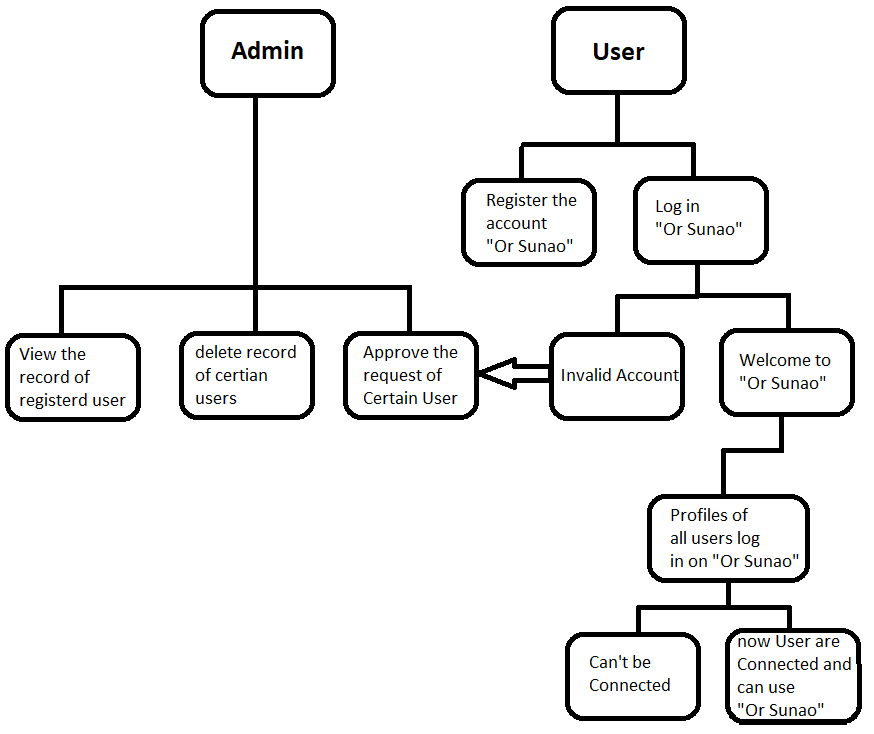 Admin
User
Register the
account
"Or Sunao"
Log in
"Or Sunao"
View the
record of
registerd user
delete record
of certian
users
Approve the
request of
Certain User
Invalid Account
Welcome to
"Or Sunao"
Profiles of
all users log
in on "Or Sunao"
Can't be
Connected
now User are
Connected and
can use
"Or Sunao"